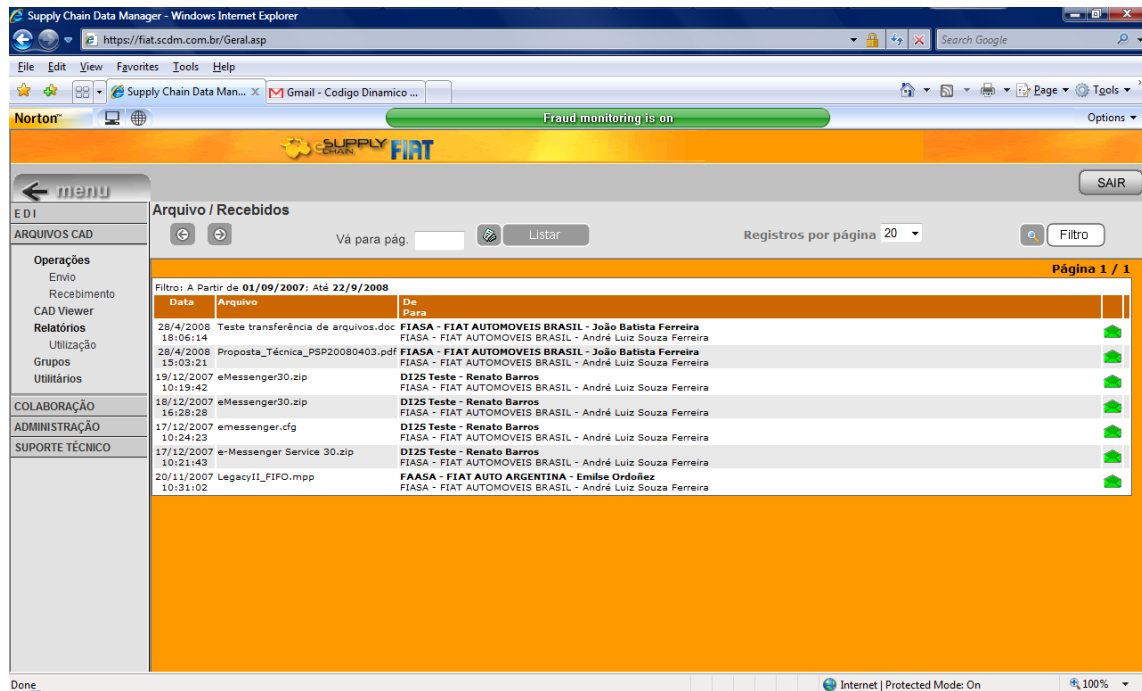 Supply Chain Data Manager - Windows Internet Explorer
https://fiat.scdm.com.br/Geral.asp
Search Google
File Edit View Favorites Tools Help
Supply Chain Data Man... Gmail - Codigo Dinamico ...
Page Tools
Norton
Fraud monitoring is on
Options
SUPPLY CHAIN FIAT
menu
SAIR
EDI
ARQUIVOS CAD
Operações
Envio
Recebimento
CAD Viewer
Relatórios
Utilização
Grupos
Utilitários
COLABORAÇÃO
ADMINISTRAÇÃO
SUPORTE TÉCNICO
Arquivo / Recebidos
Vá para pág. Listar Registros por página 20 Filtro
Página 1 / 1
Filtro: A Partir de 01/09/2007; Até 22/9/2008
Data Arquivo De
Para
28/4/2008 Teste transferência de arquivos.doc FIASA - FIAT AUTOMOVEIS BRASIL - João Batista Ferreira
18:06:14 FIASA - FIAT AUTOMOVEIS BRASIL - André Luiz Souza Ferreira
28/4/2008 Proposta_Técnica_PSP20080403.pdf FIASA - FIAT AUTOMOVEIS BRASIL - João Batista Ferreira
15:03:21 FIASA - FIAT AUTOMOVEIS BRASIL - André Luiz Souza Ferreira
19/12/2007 eMessenger30.zip DI2S Teste - Renato Barros
10:19:42 FIASA - FIAT AUTOMOVEIS BRASIL - André Luiz Souza Ferreira
18/12/2007 eMessenger30.zip DI2S Teste - Renato Barros
16:28:28 FIASA - FIAT AUTOMOVEIS BRASIL - André Luiz Souza Ferreira
17/12/2007 emessenger.cfg DI2S Teste - Renato Barros
10:24:23 FIASA - FIAT AUTOMOVEIS BRASIL - André Luiz Souza Ferreira
17/12/2007 e-Messenger Service 30.zip DI2S Teste - Renato Barros
10:21:43 FIASA - FIAT AUTOMOVEIS BRASIL - André Luiz Souza Ferreira
20/11/2007 LegacyII_FIFO.mpp FAASA - FIAT AUTO ARGENTINA - Emilse Ordoñez
10:31:02 FIASA - FIAT AUTOMOVEIS BRASIL - André Luiz Souza Ferreira
Done Internet | Protected Mode: On 100%